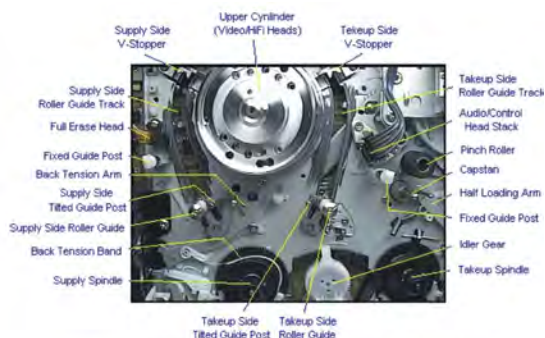 Supply Side
V-Stopper
Upper Cynlinder
(Video/HiFi Heads)
Tekeup Side
V-Stopper
Supply Side
Roller Guide Track
Full Erase Head
Fixed Guide Post
Back Tension Arm
Supply Side
Tilted Guide Post
Supply Side Roller Guide
Back Tension Band
Supply Spindle
Takeup Side
Roller Guide Track
Audio/Control
Head Stack
Pinch Roller
Capstan
Half Loading Arm
Fixed Guide Post
Idler Gear
Takeup Spindle
Takeup Side
Tilted Guide Post
Takeup Side
Roller Guide